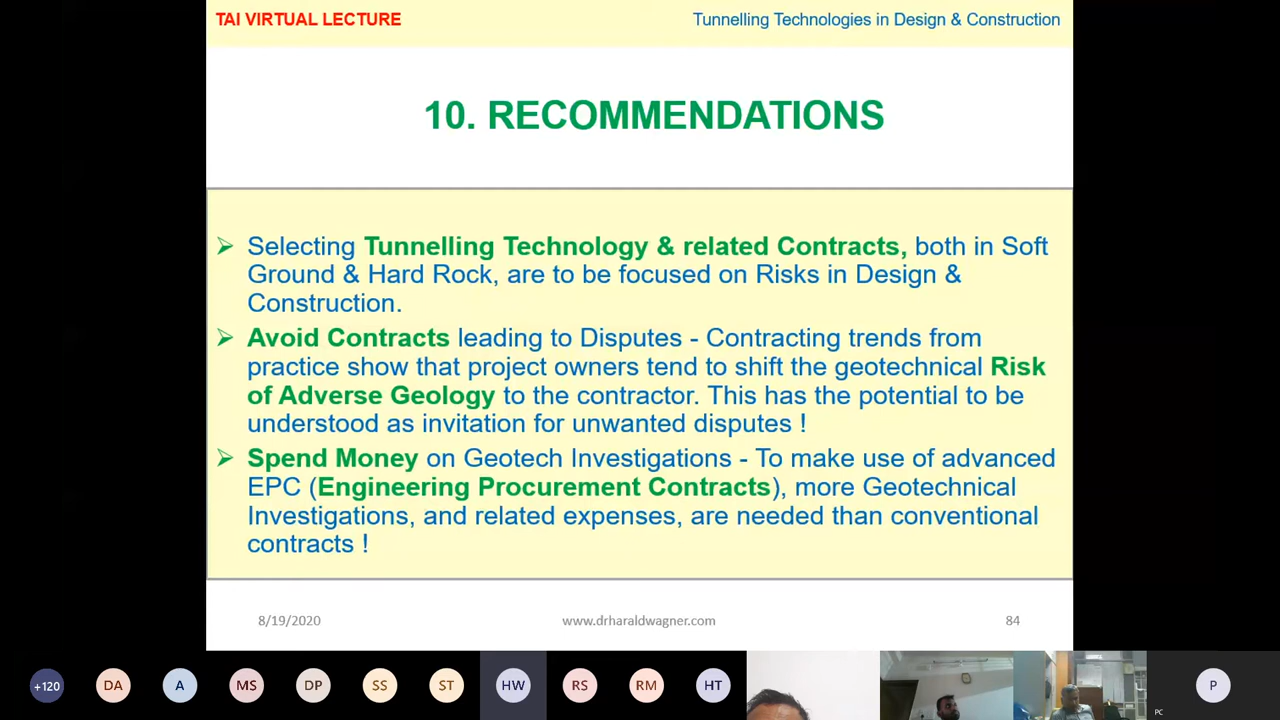 TAI VIRTUAL LECTURE
Tunnelling Technologies in Design & Construction
10. RECOMMENDATIONS
➢ Selecting Tunnelling Technology & related Contracts, both in Soft
Ground & Hard Rock, are to be focused on Risks in Design &
Construction.
➢ Avoid Contracts leading to Disputes - Contracting trends from
practice show that project owners tend to shift the geotechnical Risk
of Adverse Geology to the contractor. This has the potential to be
understood as invitation for unwanted disputes !
➢ Spend Money on Geotech Investigations - To make use of advanced
EPC (Engineering Procurement Contracts), more Geotechnical
Investigations, and related expenses, are needed than conventional
contracts !
8/19/2020
www.drharaldwagner.com
84
+120 DA A MS DP SS ST HW RS RM HT P
PC